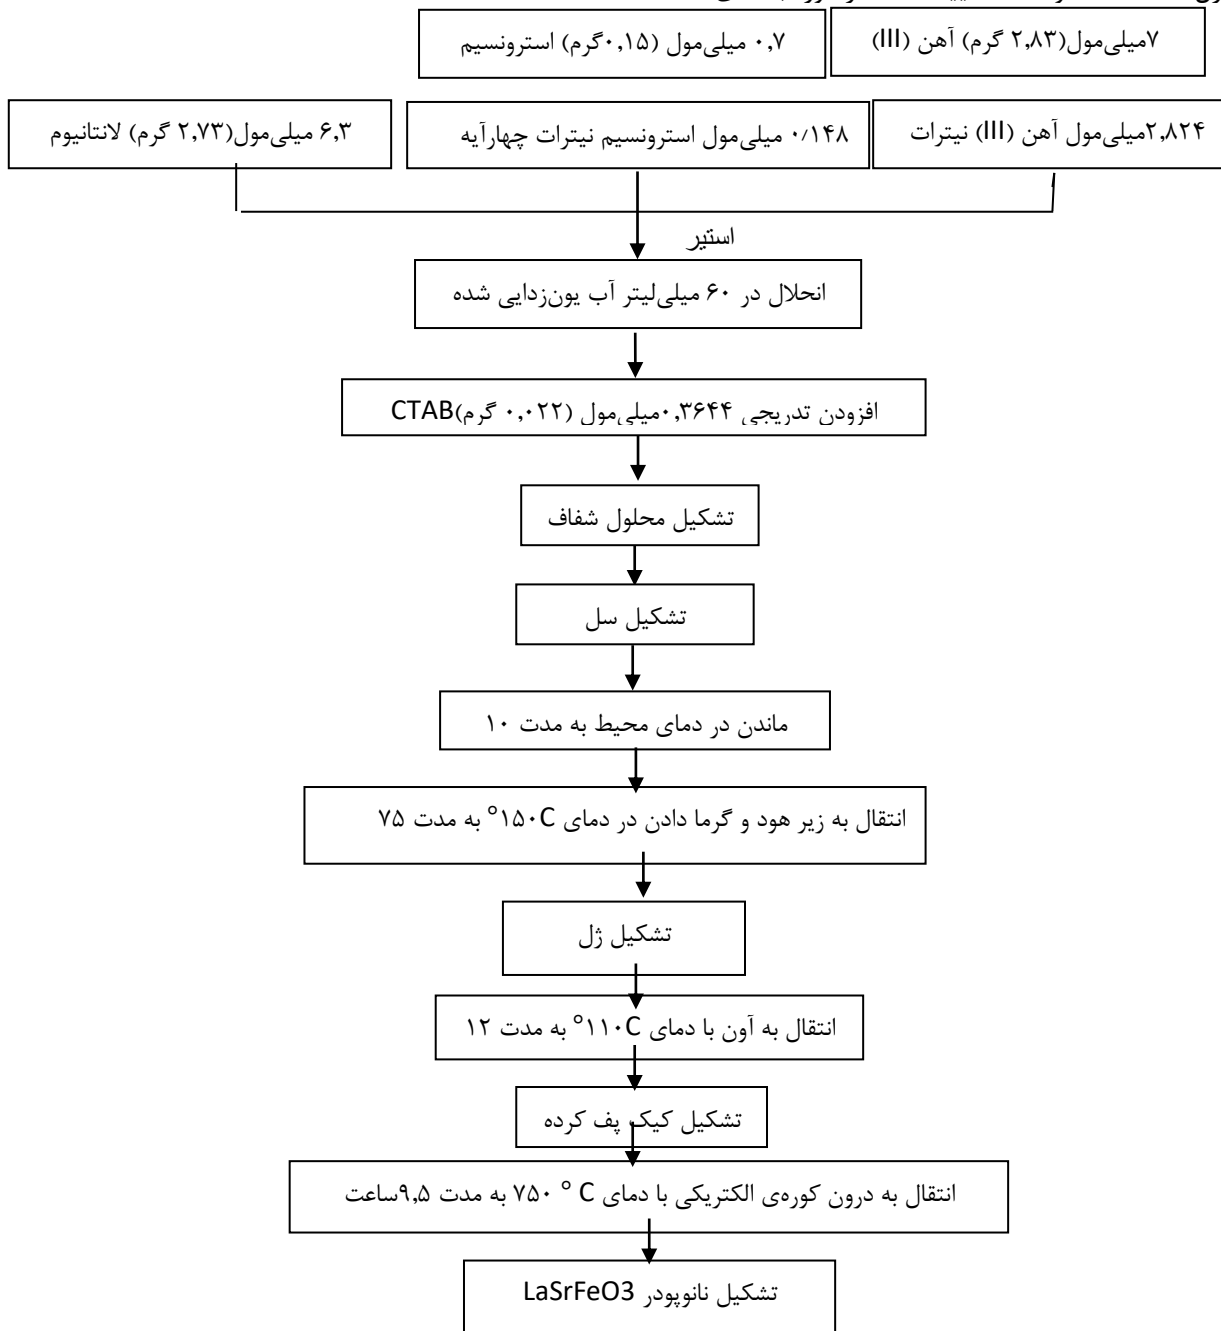 ۷میلی‌مول(۲,۸۳ گرم) آهن (III)
۰,۷ میلی‌مول (۰,۱۵گرم) استرونسیم
۲,۸۲۴میلی‌مول آهن (III) نیترات
۰/۱۴۸ میلی‌مول استرونسیم نیترات چهارآیه
۶,۳ میلی‌مول(۲,۷۳ گرم) لانتانیوم
استیر
انحلال در ۶۰ میلی‌لیتر آب یون‌زدایی شده
افزودن تدریجی ۰,۳۶۴۴میلی‌مول (۰,۰۲۲ گرم)CTAB
تشکیل محلول شفاف
تشکیل سل
ماندن در دمای محیط به مدت ۱۰
انتقال به زیر هود و گرما دادن در دمای ۱۵۰C° به مدت ۷۵
تشکیل ژل
انتقال به آون با دمای ۱۱۰C° به مدت ۱۲
تشکیل کیک پف کرده
انتقال به درون کوره‌ی الکتریکی با دمای ۷۵۰ ° C به مدت ۹,۵ساعت
تشکیل نانوپودر LaSrFeO3